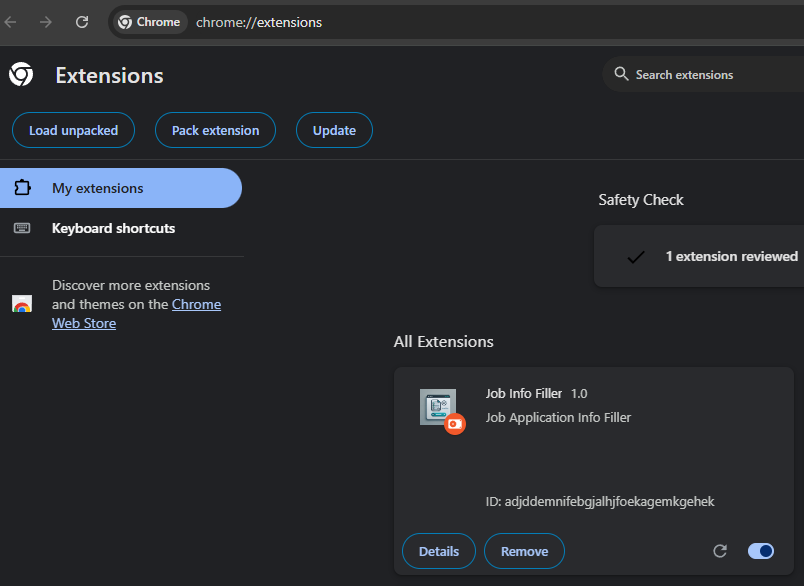 Chrome chrome://extensions
Extensions
Search extensions
Load unpacked Pack extension Update
My extensions
Keyboard shortcuts
Discover more extensions
and themes on the Chrome
Web Store
Safety Check
1 extension reviewed
All Extensions
Job Info Filler 1.0
Job Application Info Filler
ID: adjddemnifebgjalhjfoekagemkgehek
Details Remove